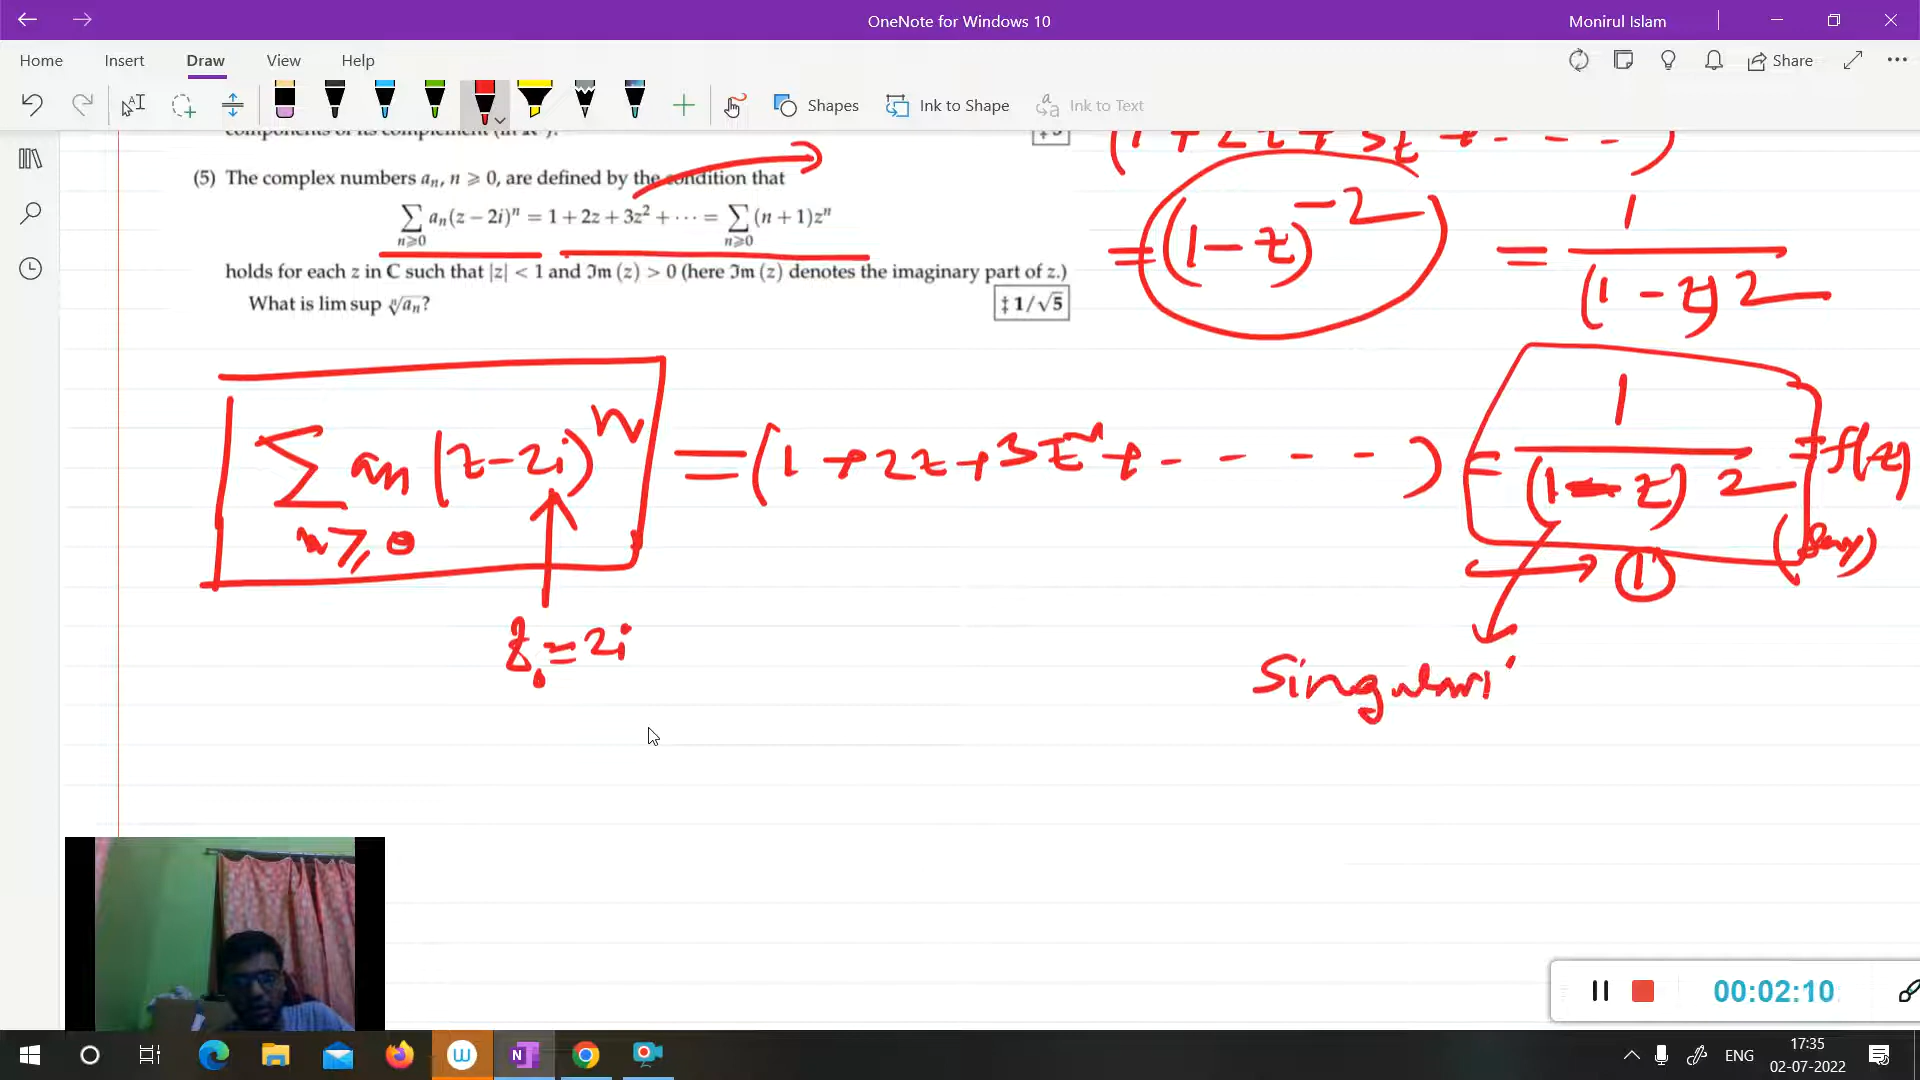 OneNote for Windows 10
Monirul Islam
Home Insert Draw View Help
Share
Shapes Ink to Shape Ink to Text
(5) The complex numbers aₙ, n ⩾ 0, are defined by the condition that
∑ aₙ(z − 2i)ⁿ = 1 + 2z + 3z² + ··· = ∑ (n + 1)zⁿ
n⩾0 n⩾0
holds for each z in C such that |z| < 1 and ℑm (z) > 0 (here ℑm (z) denotes the imaginary part of z.)
What is lim sup ⁿ√aₙ?
‡ 1/√5
= (1 − z)⁻² = 1/(1 − z)²
∑ aₙ (z − 2i)ⁿ = (1 + 2z + 3z² + - - - - ) = 1/(1 − z)² = f(z)
n ⩾ 0
(say)
①
z₀ = 2i
Singulari
00:02:10
ENG
17:35
02-07-2022